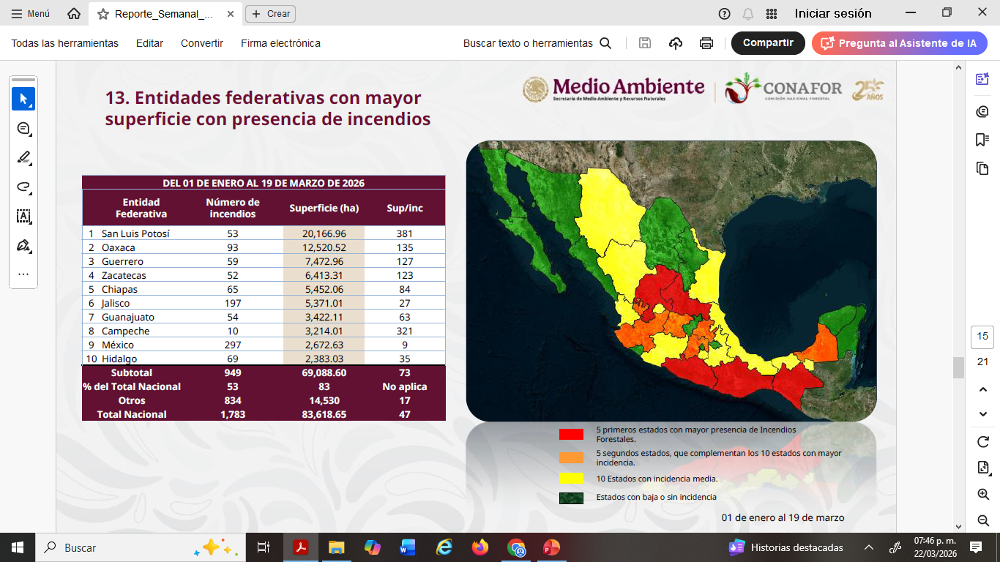 Menú
Reporte_Semanal_...
Crear
Iniciar sesión
Todas las herramientas
Editar
Convertir
Firma electrónica
Buscar texto o herramientas
Compartir
Pregunta al Asistente de IA
13. Entidades federativas con mayor
superficie con presencia de incendios
Medio Ambiente
Secretaría de Medio Ambiente y Recursos Naturales
CONAFOR
COMISIÓN NACIONAL FORESTAL
25
AÑOS
DEL 01 DE ENERO AL 19 DE MARZO DE 2026
Entidad Federativa Número de incendios Superficie (ha) Sup/inc
1 San Luis Potosí 53 20,166.96 381
2 Oaxaca 93 12,520.52 135
3 Guerrero 59 7,472.96 127
4 Zacatecas 52 6,413.31 123
5 Chiapas 65 5,452.06 84
6 Jalisco 197 5,371.01 27
7 Guanajuato 54 3,422.11 63
8 Campeche 10 3,214.01 321
9 México 297 2,672.63 9
10 Hidalgo 69 2,383.03 35
Subtotal 949 69,088.60 73
% del Total Nacional 53 83 No aplica
Otros 834 14,530 17
Total Nacional 1,783 83,618.65 47
5 primeros estados con mayor presencia de Incendios
Forestales.
5 segundos estados, que complementan los 10 estados con mayor
incidencia.
10 Estados con incidencia media.
Estados con baja o sin incidencia
01 de enero al 19 de marzo
15
21
Buscar
Historias destacadas
07:46 p. m.
22/03/2026